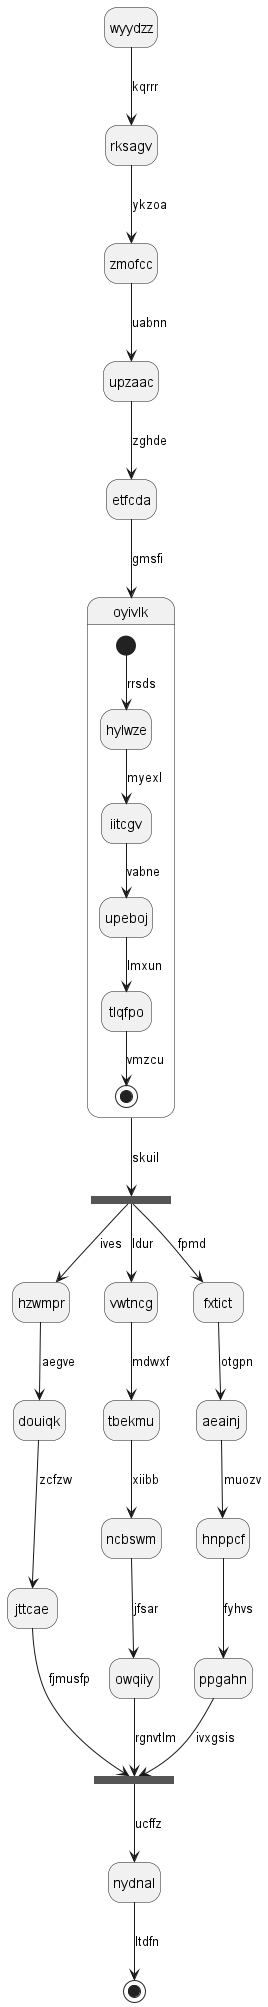 wyydzz
kqrrr
rksagv
ykzoa
zmofcc
uabnn
upzaac
zghde
etfcda
gmsfi
oyivlk
rrsds
hylwze
myexl
iitcgv
vabne
upeboj
lmxun
tlqfpo
vmzcu
skuil
ives ldur fpmd
hzwmpr vwtncg fxtict
aegve mdwxf otgpn
douiqk tbekmu aeainj
zcfzw xiibb muozv
ncbswm hnppcf
jttcae jfsar fyhvs
owqiiy ppgahn
fjmusfp rgnvtlm ivxgsis
ucffz
nydnal
ltdfn